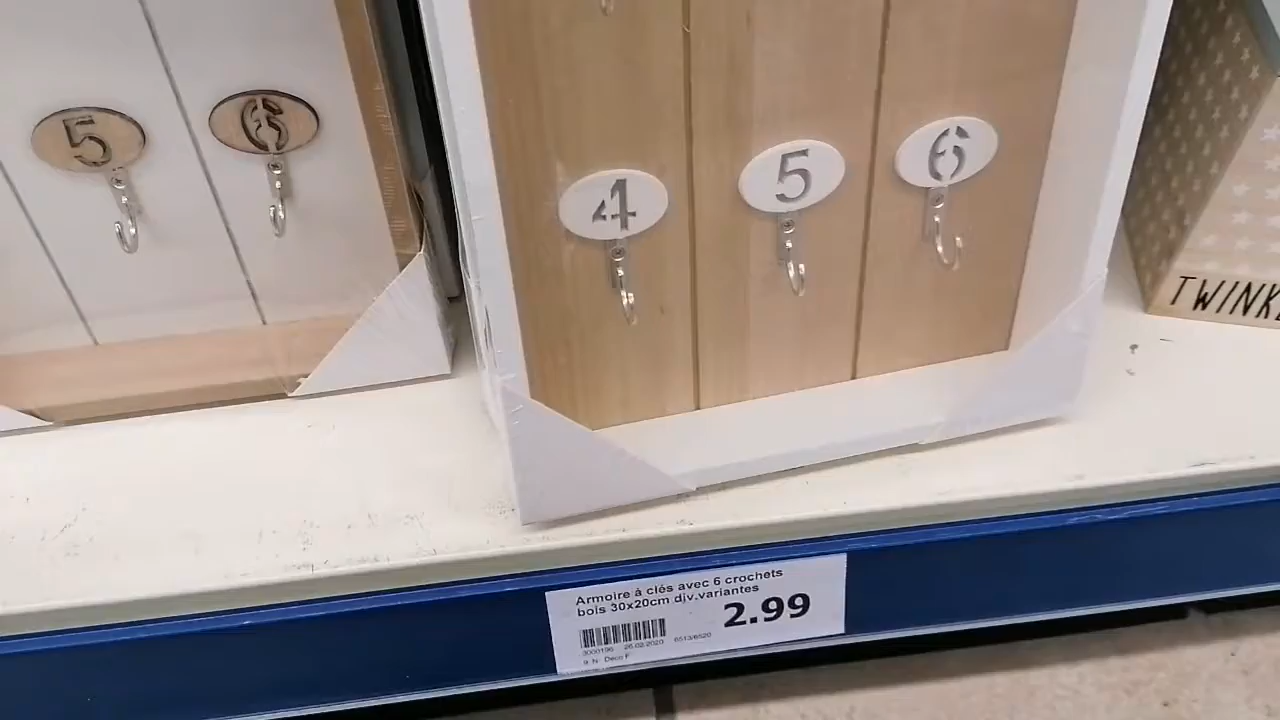 5 6
4 5 6
Armoire à clés avec 6 crochets
bois 30x20cm div.variantes
2.99
3000196 26.02.2020 6513/6520
9 N Deco F